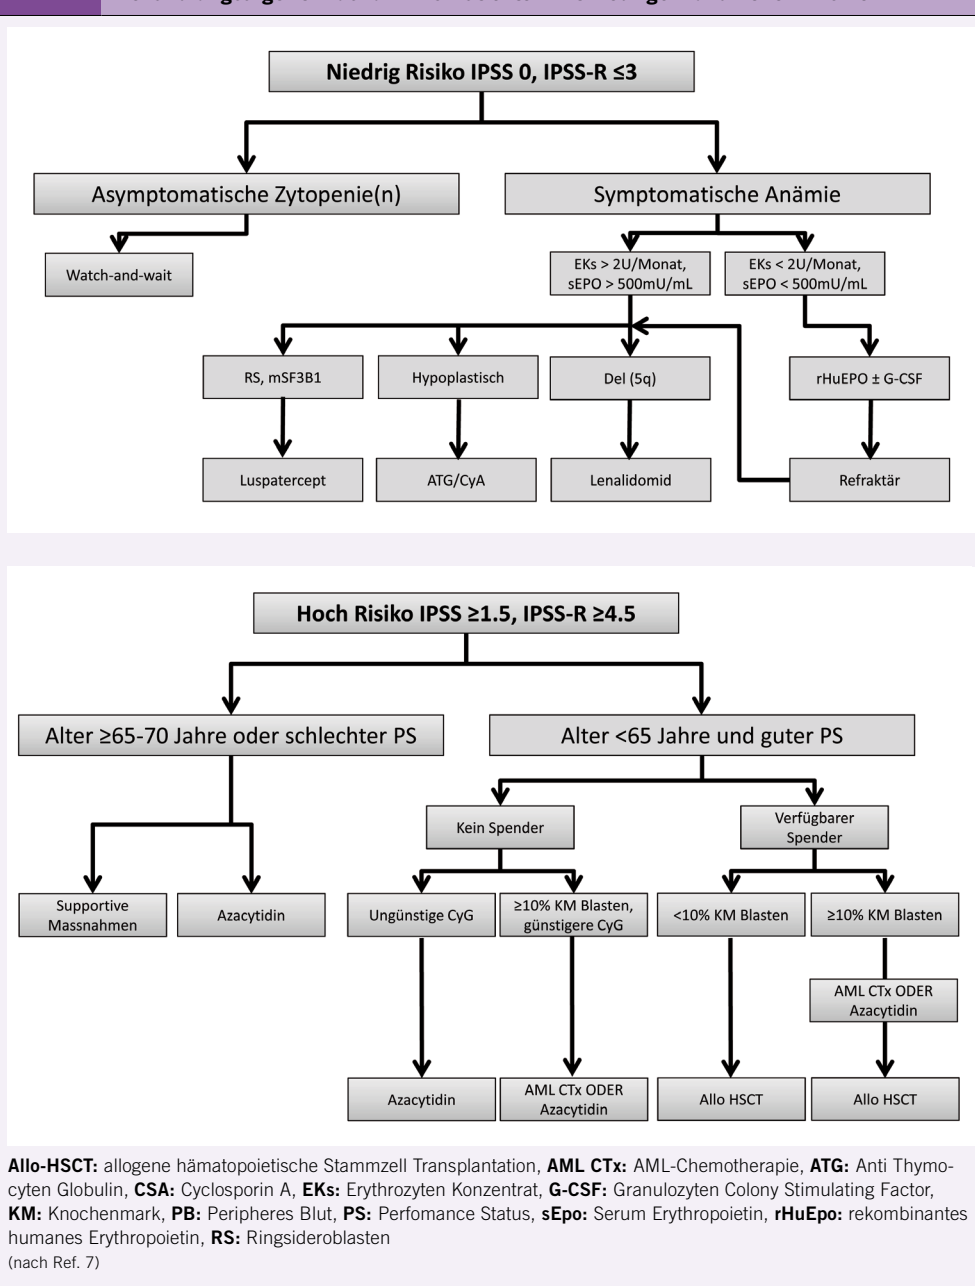 Niedrig Risiko IPSS 0, IPSS-R ≤3
Asymptomatische Zytopenie(n)
Symptomatische Anämie
Watch-and-wait
EKs > 2U/Monat,
sEPO > 500mU/mL
EKs < 2U/Monat,
sEPO < 500mU/mL
RS, mSF3B1
Hypoplastisch
Del (5q)
rHuEPO ± G-CSF
Luspatercept
ATG/CyA
Lenalidomid
Refraktär
Hoch Risiko IPSS ≥1.5, IPSS-R ≥4.5
Alter ≥65-70 Jahre oder schlechter PS
Alter <65 Jahre und guter PS
Kein Spender
Verfügbarer
Spender
Supportive
Massnahmen
Azacytidin
Ungünstige CyG
≥10% KM Blasten,
günstigere CyG
<10% KM Blasten
≥10% KM Blasten
AML CTx ODER
Azacytidin
Azacytidin
AML CTx ODER
Azacytidin
Allo HSCT
Allo HSCT
Allo-HSCT: allogene hämatopoietische Stammzell Transplantation, AML CTx: AML-Chemotherapie, ATG: Anti Thymo-
cyten Globulin, CSA: Cyclosporin A, EKs: Erythrozyten Konzentrat, G-CSF: Granulozyten Colony Stimulating Factor,
KM: Knochenmark, PB: Peripheres Blut, PS: Perfomance Status, sEpo: Serum Erythropoietin, rHuEpo: rekombinantes
humanes Erythropoietin, RS: Ringsideroblasten
(nach Ref. 7)